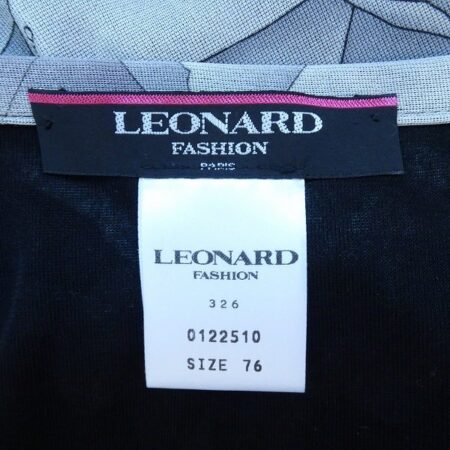 LEONARD
FASHION
PARIS
LEONARD
FASHION
326
0122510
SIZE 76